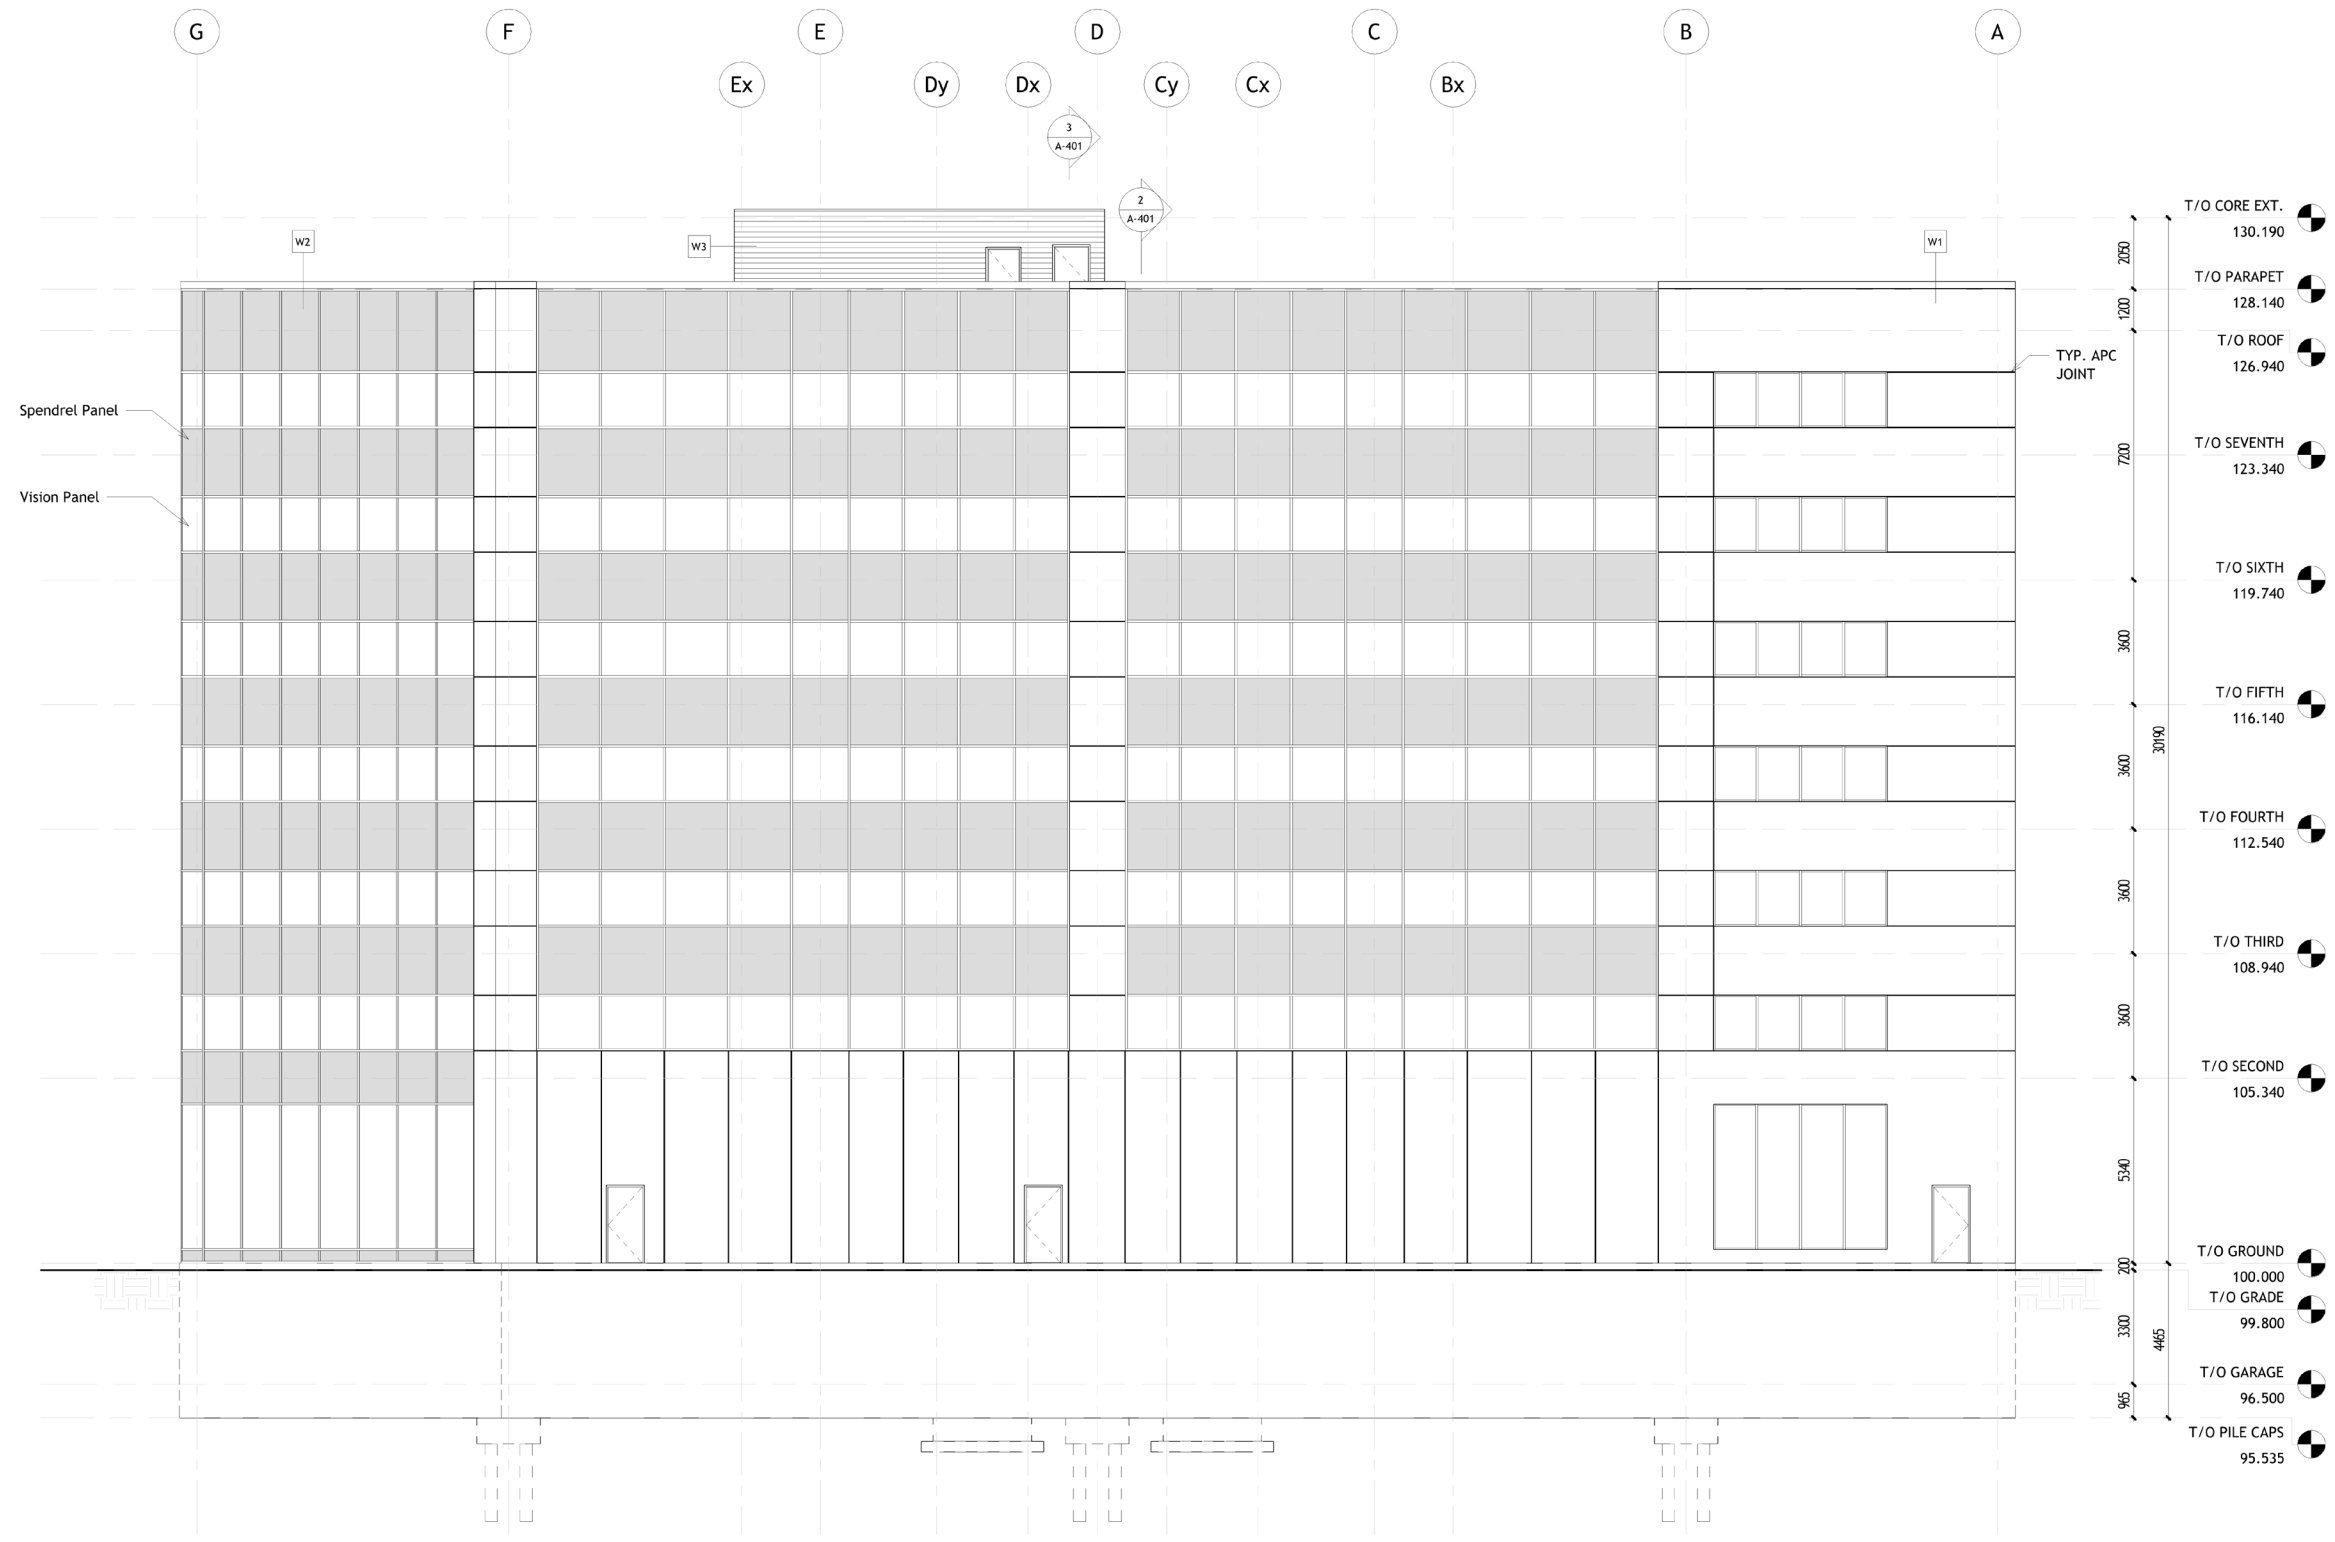 G
F
E
D
C
B
A
Ex
Dy
Dx
Cy
Cx
Bx
3
A-401
2
A-401
W2
W3
W1
T/O CORE EXT.
130.190
2050
T/O PARAPET
128.140
1200
T/O ROOF
126.940
TYP. APC
JOINT
Spendrel Panel
T/O SEVENTH
123.340
7200
Vision Panel
T/O SIXTH
119.740
3600
T/O FIFTH
116.140
30190
3600
T/O FOURTH
112.540
3600
T/O THIRD
108.940
3600
T/O SECOND
105.340
5340
T/O GROUND
100.000
200
T/O GRADE
99.800
3300
4465
T/O GARAGE
96.500
965
T/O PILE CAPS
95.535